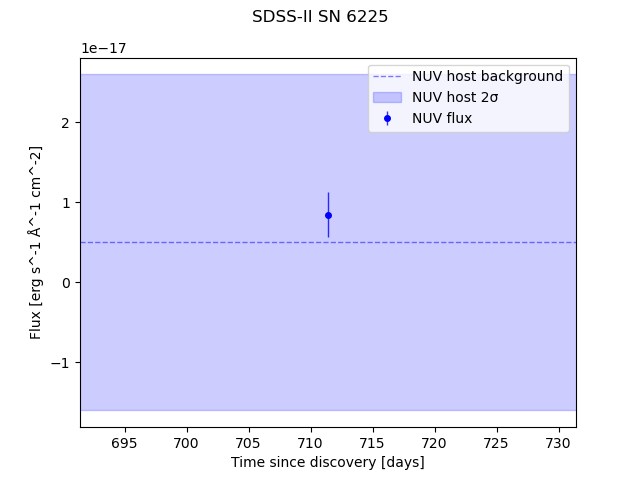 SDSS-II SN 6225
1e−17
NUV host background
NUV host 2σ
NUV flux
2
1
0
−1
Flux [erg s^-1 Å^-1 cm^-2]
695 700 705 710 715 720 725 730
Time since discovery [days]